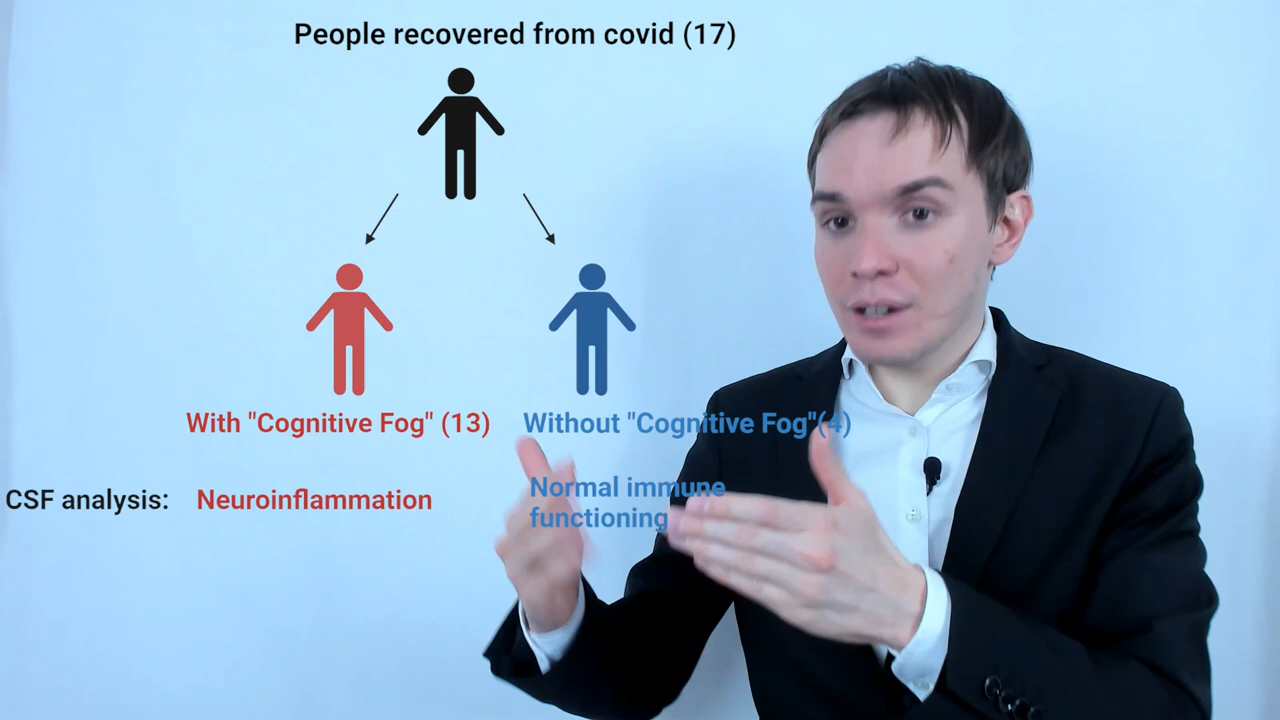 People recovered from covid (17)
With "Cognitive Fog" (13)
Without "Cognitive Fog"(4)
CSF analysis:
Neuroinflammation
Normal immune
functioning